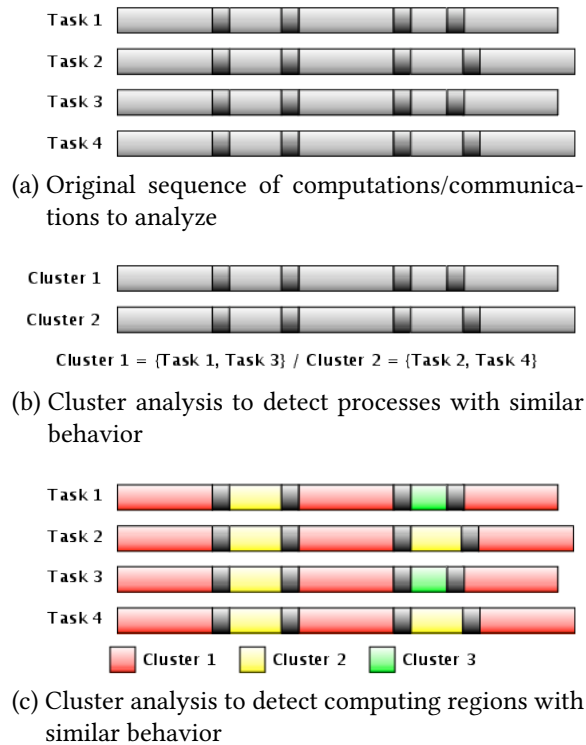 Task 1
Task 2
Task 3
Task 4
(a) Original sequence of computations/communica-
tions to analyze
Cluster 1
Cluster 2
Cluster 1 = {Task 1, Task 3} / Cluster 2 = {Task 2, Task 4}
(b) Cluster analysis to detect processes with similar
behavior
Task 1
Task 2
Task 3
Task 4
Cluster 1 Cluster 2 Cluster 3
(c) Cluster analysis to detect computing regions with
similar behavior